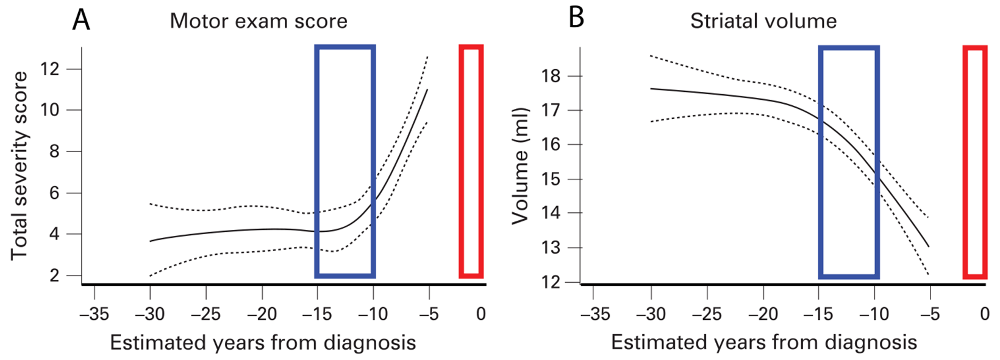 A
Motor exam score
Total severity score
12
10
8
6
4
2
–35 –30 –25 –20 –15 –10 –5 0
Estimated years from diagnosis
B
Striatal volume
Volume (ml)
18
17
16
15
14
13
12
–35 –30 –25 –20 –15 –10 –5 0
Estimated years from diagnosis